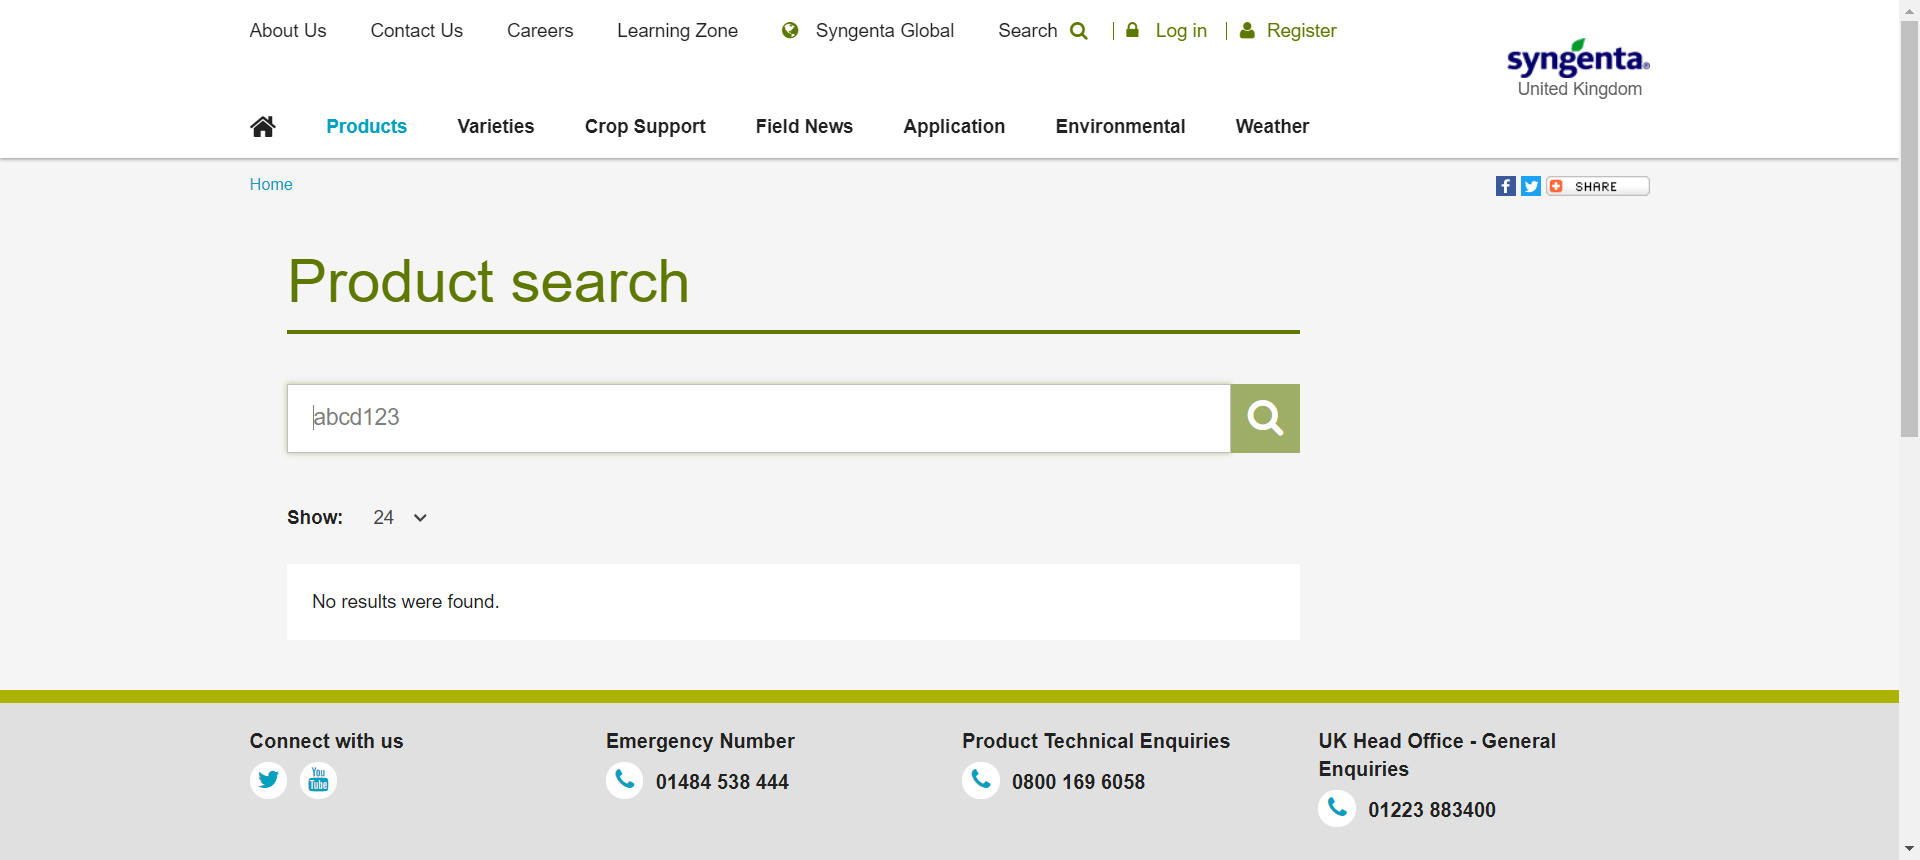 About Us Contact Us Careers Learning Zone Syngenta Global Search Log in Register
syngenta®
United Kingdom
Products Varieties Crop Support Field News Application Environmental Weather
Home
SHARE
Product search
abcd123
Show: 24
No results were found.
Connect with us
You
Tube
Emergency Number
01484 538 444
Product Technical Enquiries
0800 169 6058
UK Head Office - General
Enquiries
01223 883400